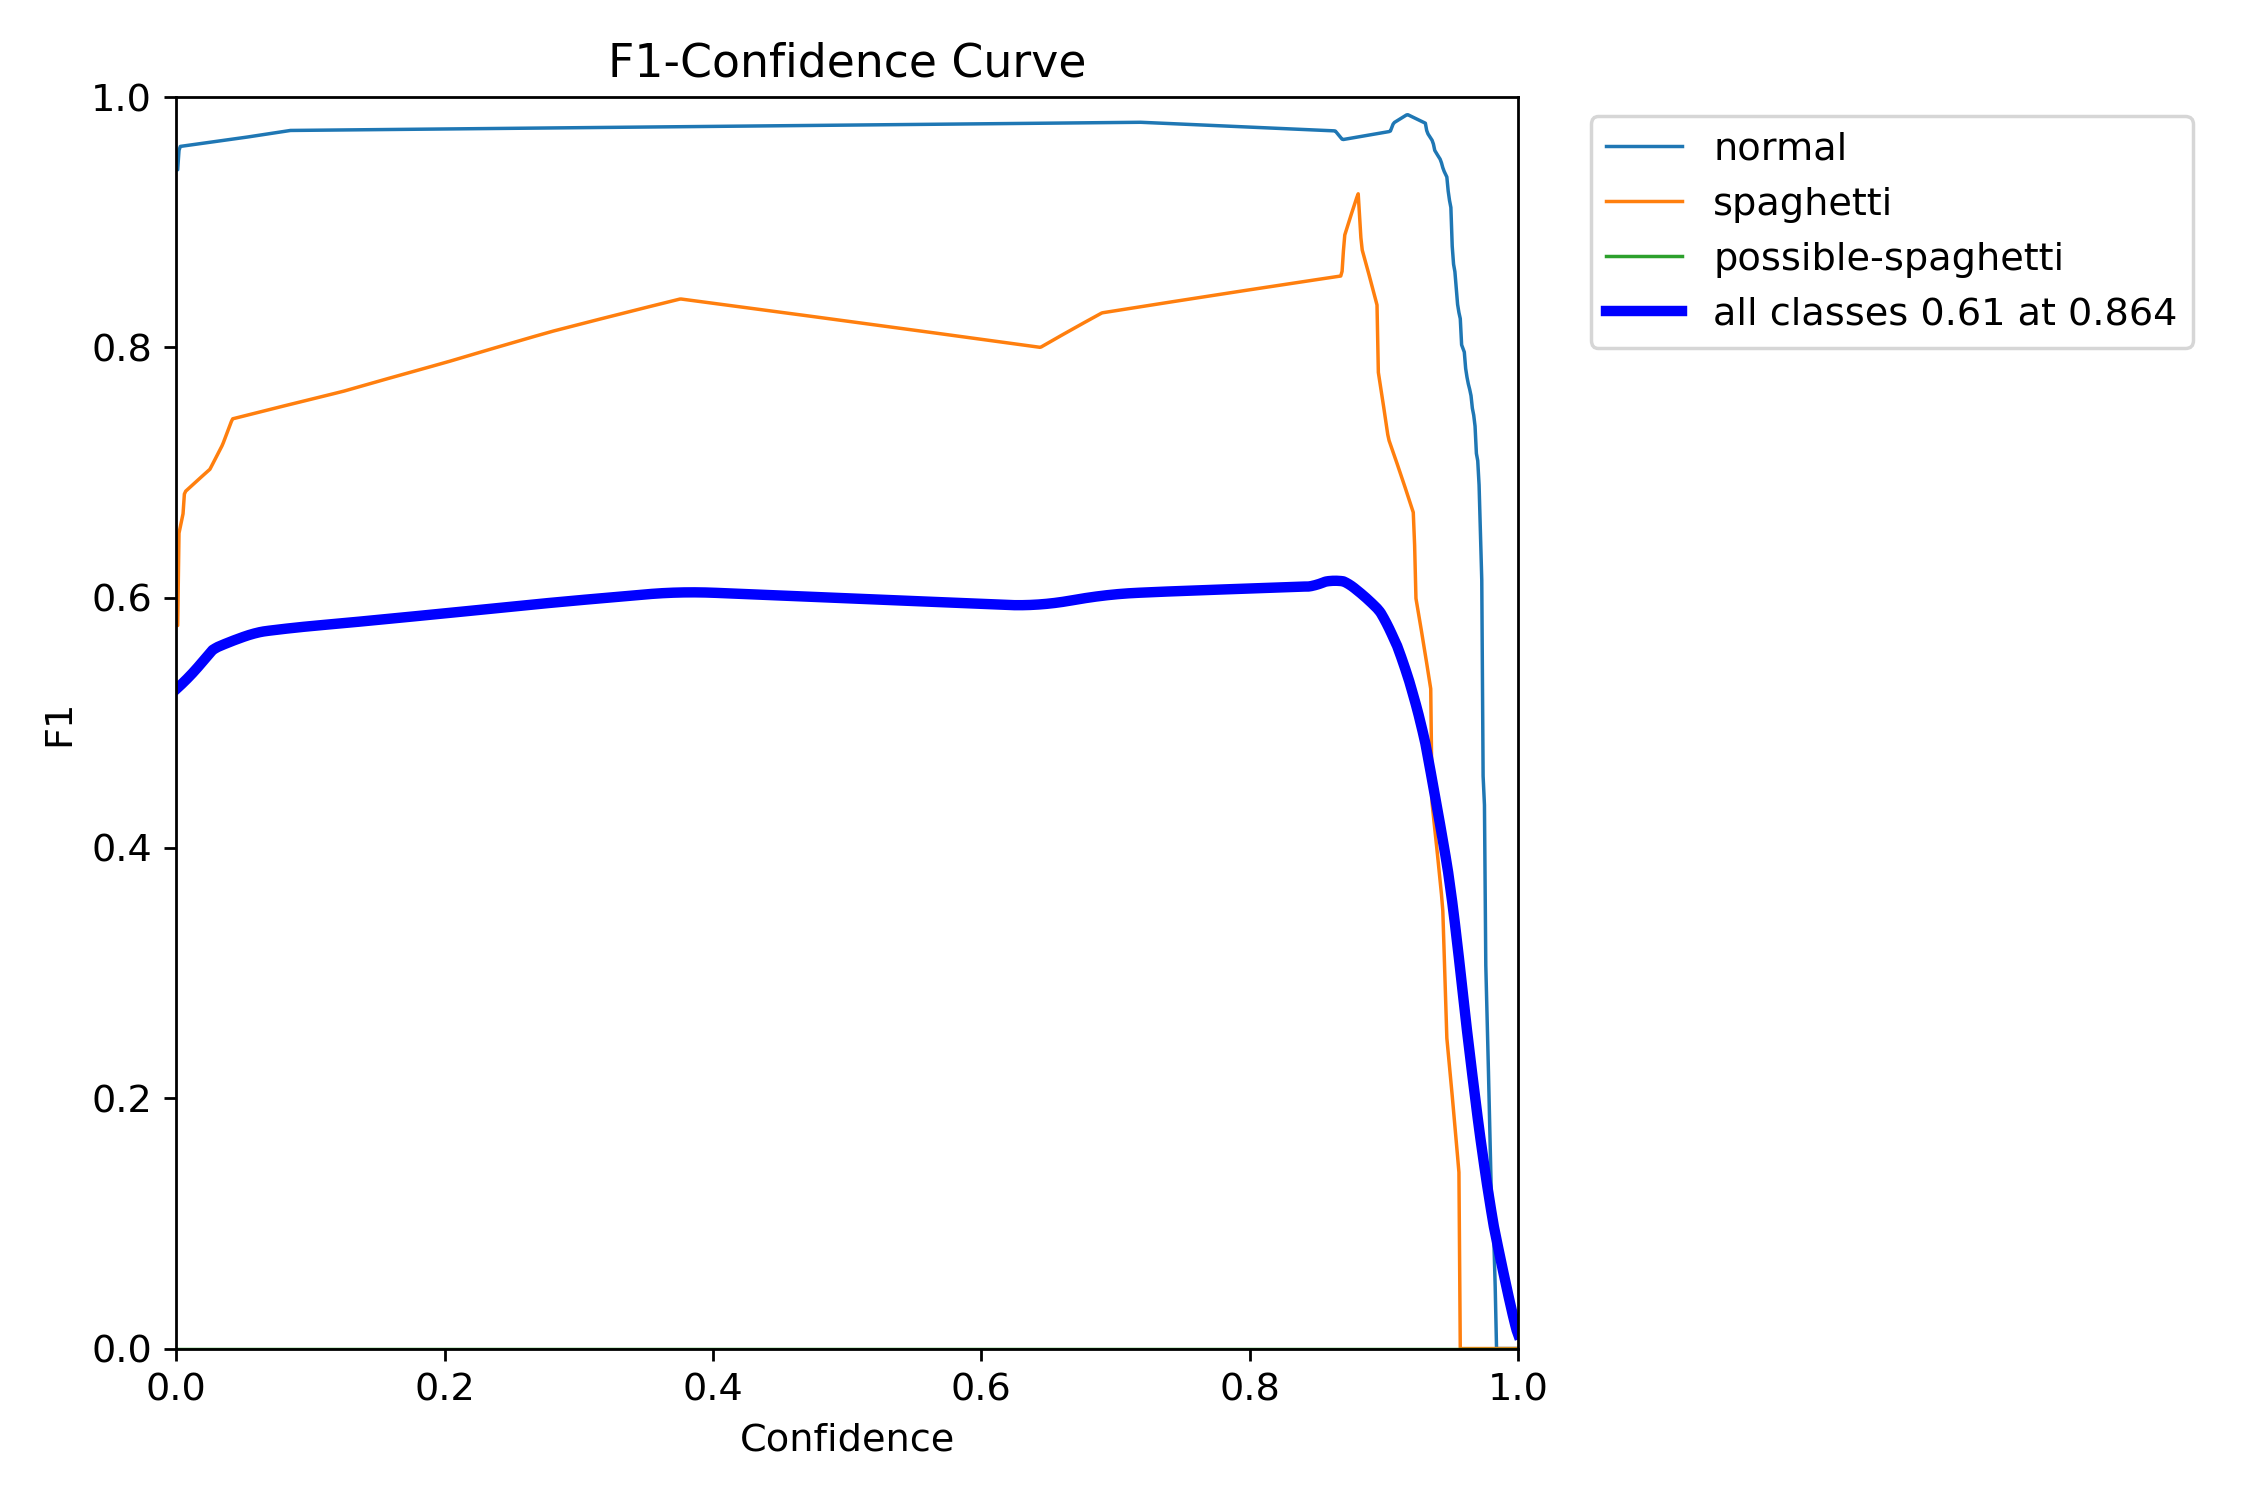 F1-Confidence Curve
1.0
0.8
0.6
0.4
0.2
0.0
F1
0.0 0.2 0.4 0.6 0.8 1.0
Confidence
normal
spaghetti
possible-spaghetti
all classes 0.61 at 0.864